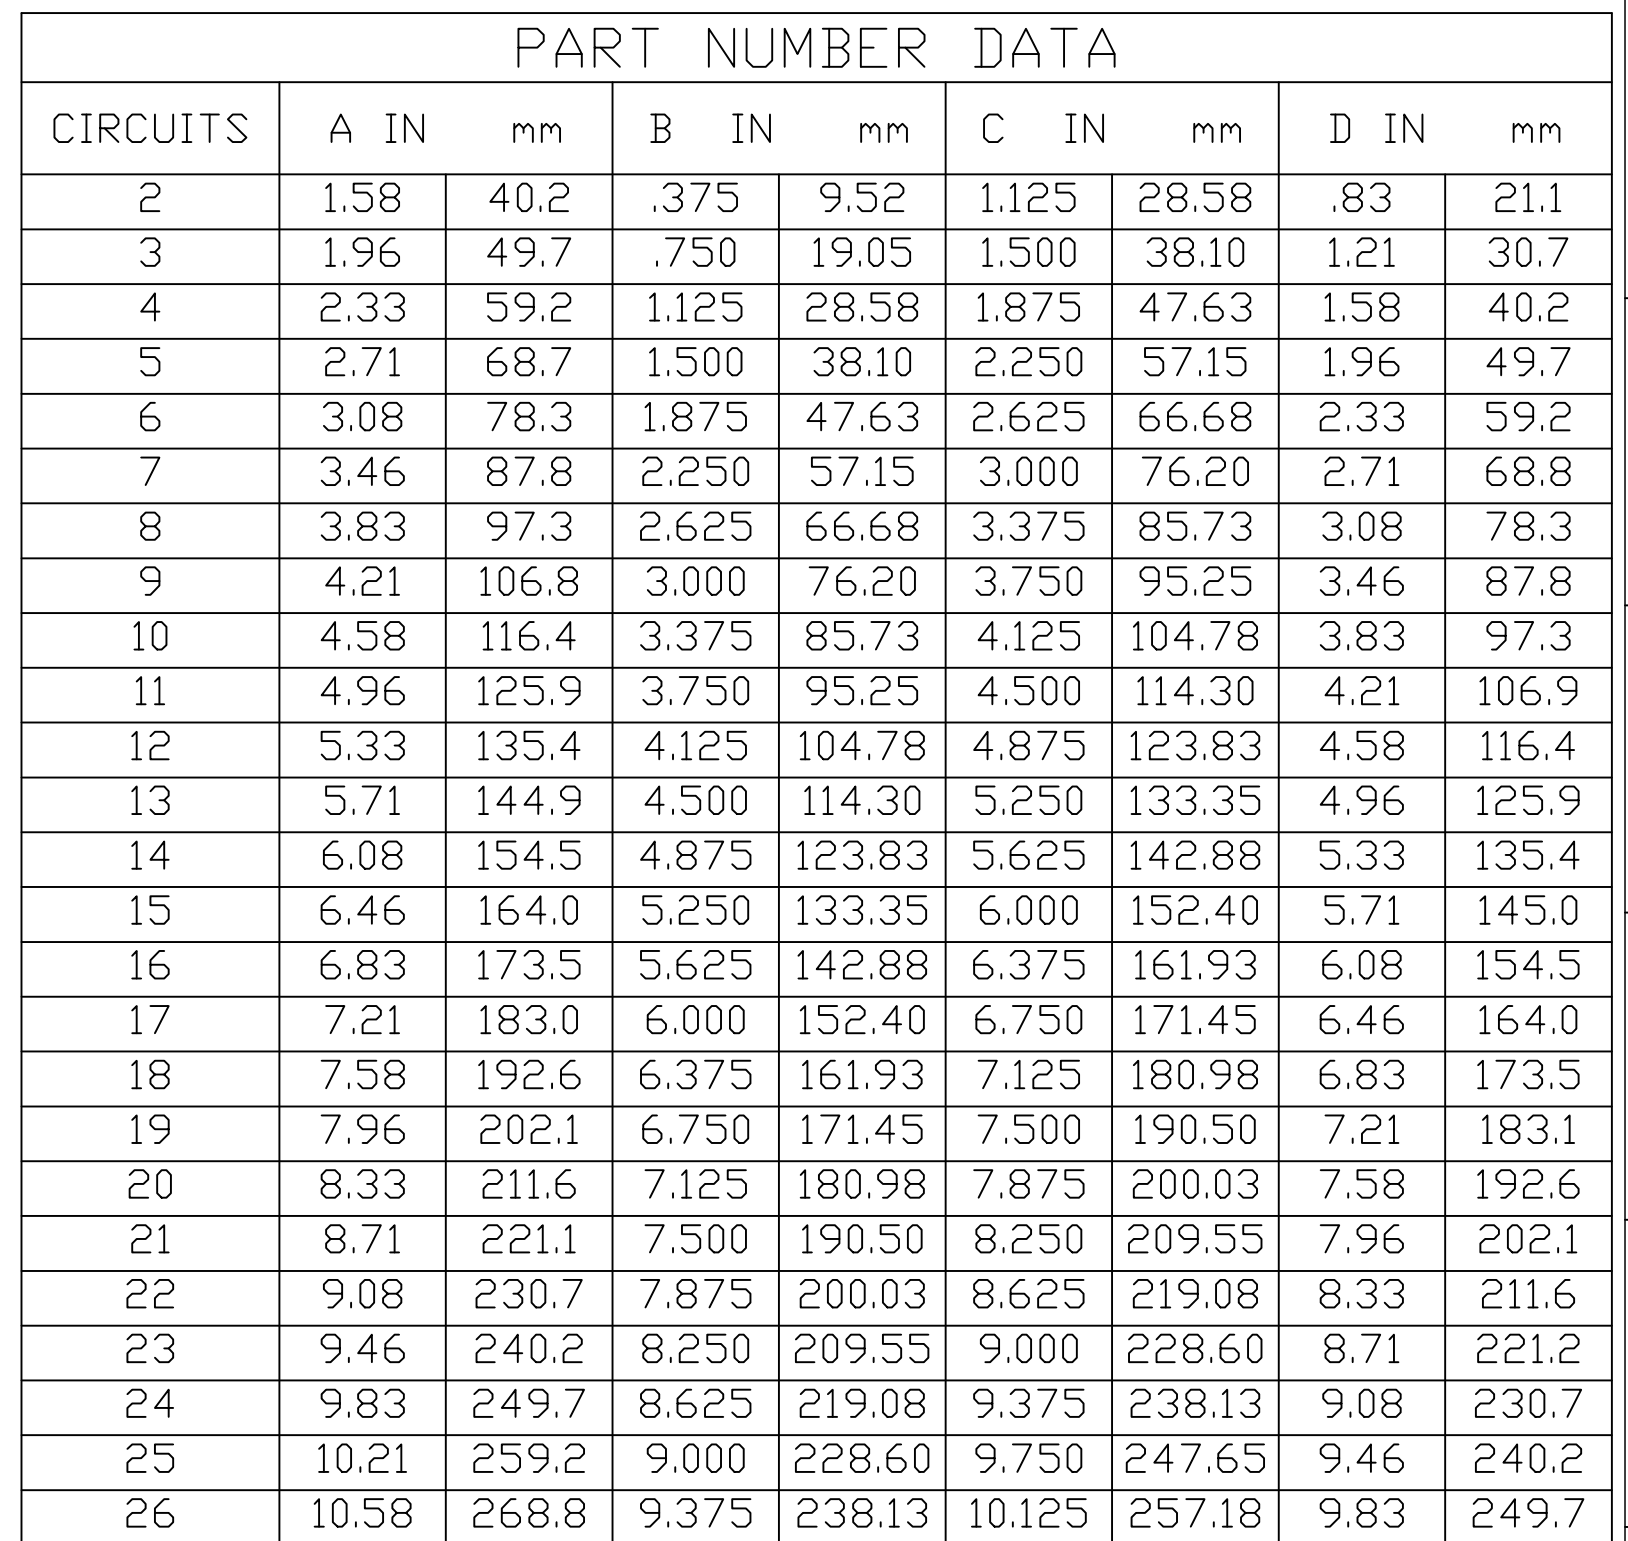 PART NUMBER DATA
CIRCUITS A IN mm B IN mm C IN mm D IN mm
2 1.58 40.2 .375 9.52 1.125 28.58 .83 21.1
3 1.96 49.7 .750 19.05 1.500 38.10 1.21 30.7
4 2.33 59.2 1.125 28.58 1.875 47.63 1.58 40.2
5 2.71 68.7 1.500 38.10 2.250 57.15 1.96 49.7
6 3.08 78.3 1.875 47.63 2.625 66.68 2.33 59.2
7 3.46 87.8 2.250 57.15 3.000 76.20 2.71 68.8
8 3.83 97.3 2.625 66.68 3.375 85.73 3.08 78.3
9 4.21 106.8 3.000 76.20 3.750 95.25 3.46 87.8
10 4.58 116.4 3.375 85.73 4.125 104.78 3.83 97.3
11 4.96 125.9 3.750 95.25 4.500 114.30 4.21 106.9
12 5.33 135.4 4.125 104.78 4.875 123.83 4.58 116.4
13 5.71 144.9 4.500 114.30 5.250 133.35 4.96 125.9
14 6.08 154.5 4.875 123.83 5.625 142.88 5.33 135.4
15 6.46 164.0 5.250 133.35 6.000 152.40 5.71 145.0
16 6.83 173.5 5.625 142.88 6.375 161.93 6.08 154.5
17 7.21 183.0 6.000 152.40 6.750 171.45 6.46 164.0
18 7.58 192.6 6.375 161.93 7.125 180.98 6.83 173.5
19 7.96 202.1 6.750 171.45 7.500 190.50 7.21 183.1
20 8.33 211.6 7.125 180.98 7.875 200.03 7.58 192.6
21 8.71 221.1 7.500 190.50 8.250 209.55 7.96 202.1
22 9.08 230.7 7.875 200.03 8.625 219.08 8.33 211.6
23 9.46 240.2 8.250 209.55 9.000 228.60 8.71 221.2
24 9.83 249.7 8.625 219.08 9.375 238.13 9.08 230.7
25 10.21 259.2 9.000 228.60 9.750 247.65 9.46 240.2
26 10.58 268.8 9.375 238.13 10.125 257.18 9.83 249.7